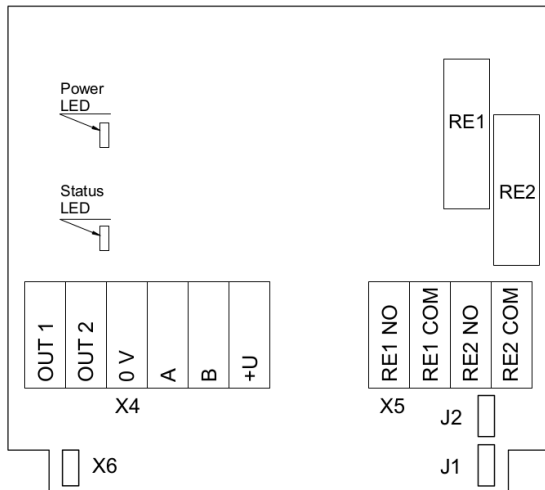 Power
LED
RE1
RE2
Status
LED
OUT 1
OUT 2
0 V
A
B
+U
RE1 NO
RE1 COM
RE2 NO
RE2 COM
X4
X5
J2
X6
J1